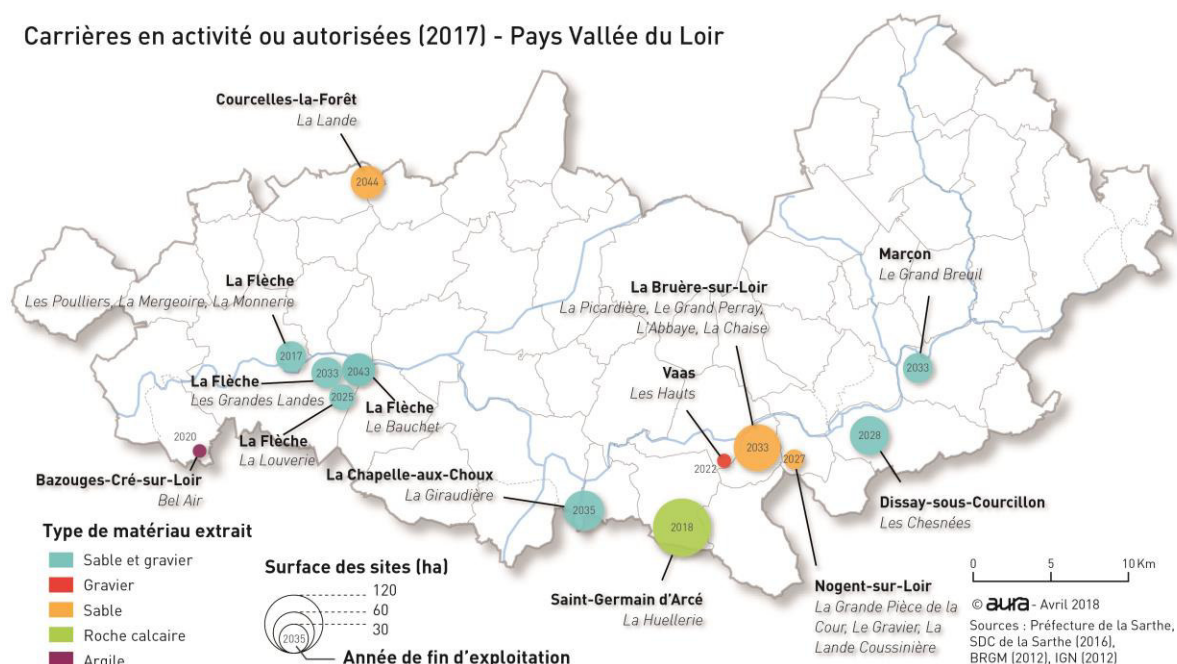 Carrières en activité ou autorisées (2017) - Pays Vallée du Loir
Courcelles-la-Forêt
La Lande
2044
La Flèche
Les Poulliers, La Mergeoire, La Monnerie
2017
La Bruère-sur-Loir
La Picardière, Le Grand Perray,
L'Abbaye, La Chaise
Marçon
Le Grand Breuil
2033
La Flèche
Les Grandes Landes
2033
2043
2025
La Flèche
Le Bauchet
Vaas
Les Hauts
2020
La Flèche
La Louverie
2033
2022
2027
2028
Bazouges-Cré-sur-Loir
Bel Air
La Chapelle-aux-Choux
La Giraudière
2035
2018
Dissay-sous-Courcillon
Les Chesnées
Saint-Germain d'Arcé
La Huellerie
Nogent-sur-Loir
La Grande Pièce de la
Cour, Le Gravier, La
Lande Coussinière
Type de matériau extrait
Sable et gravier
Gravier
Sable
Roche calcaire
Argile
Surface des sites (ha)
120
60
30
2035
Année de fin d'exploitation
0 5 10 Km
© aura - Avril 2018
Sources : Préfecture de la Sarthe,
SDC de la Sarthe (2016),
BRGM (2012), IGN (2012)